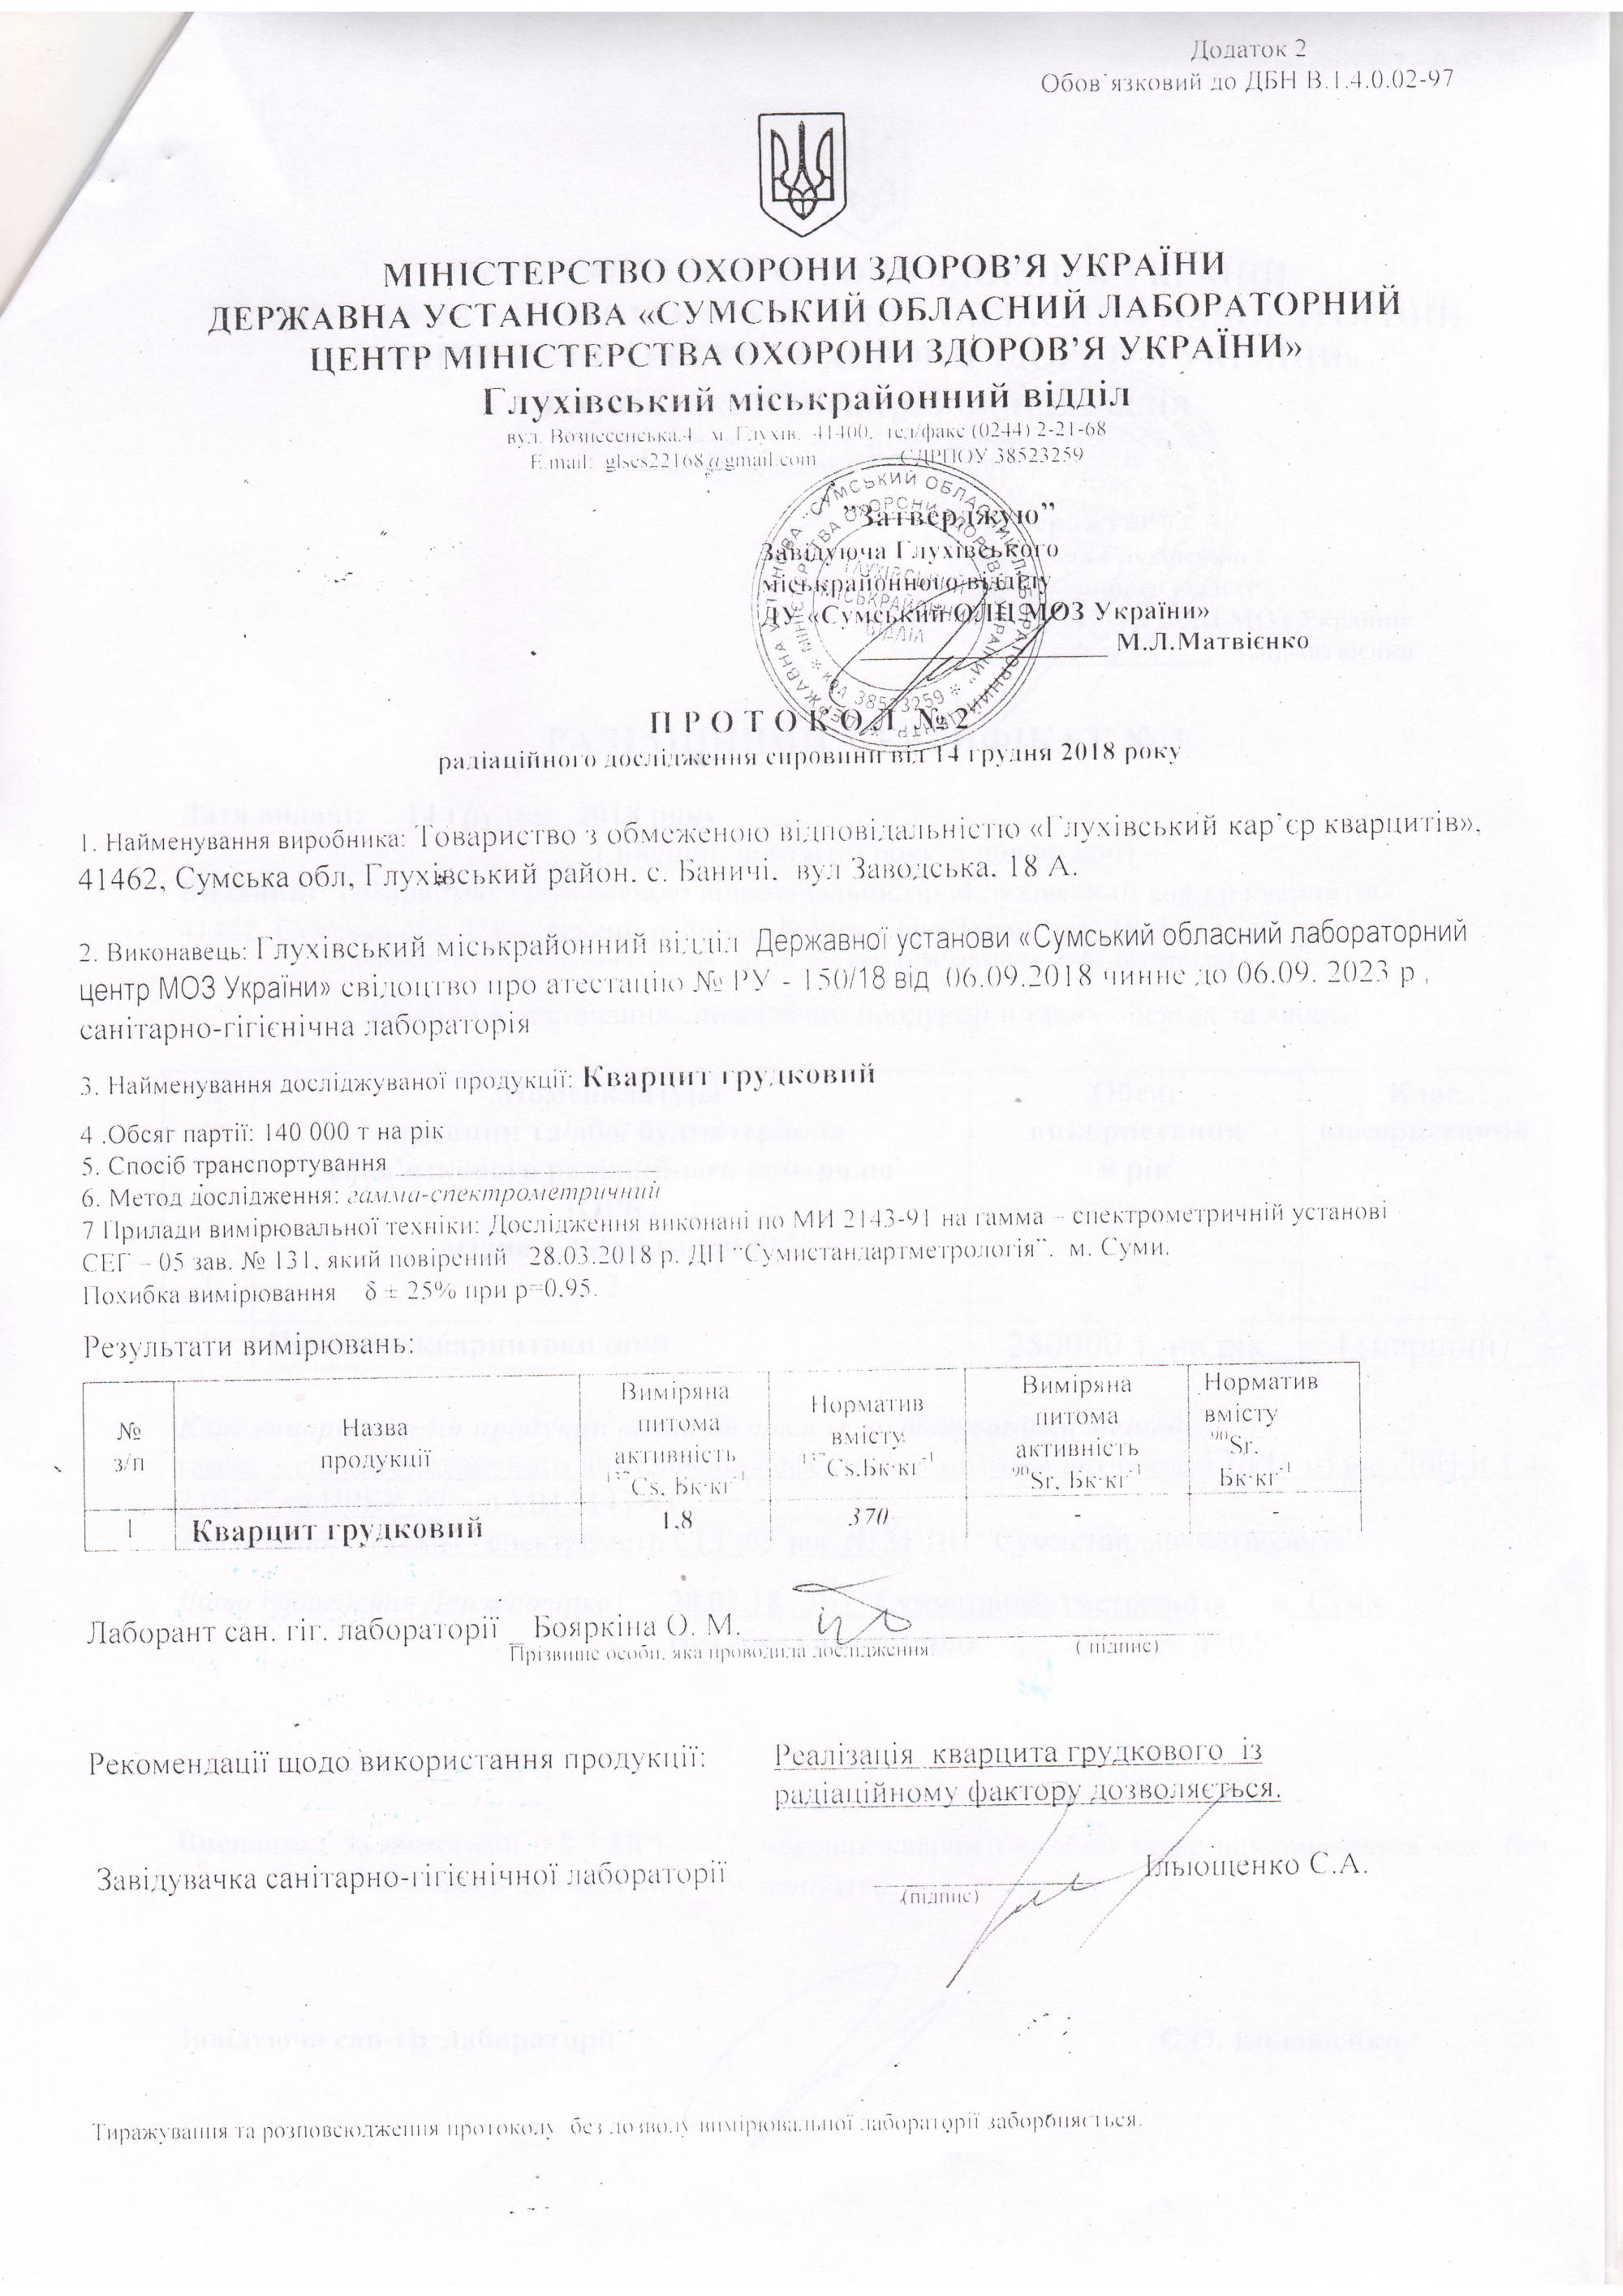 Додаток 2
Обов`язковий до ДБН В.1.4.0.02-97
МІНІСТЕРСТВО ОХОРОНИ ЗДОРОВ’Я УКРАЇНИ
ДЕРЖАВНА УСТАНОВА «СУМСЬКИЙ ОБЛАСНИЙ ЛАБОРАТОРНИЙ
ЦЕНТР МІНІСТЕРСТВА ОХОРОНИ ЗДОРОВ’Я УКРАЇНИ»
Глухівський міськрайонний відділ
вул. Вознесенська,4, м. Глухів, 41400, тел/факс (0244) 2-21-68
E.mail: glses22168@gmail.com ЄДРПОУ 38523259
”Затверджую”
Завідуюча Глухівського
міськрайонного відділу
ДУ «Сумський ОЛЦ МОЗ України»
М.Л.Матвієнко
П Р О Т О К О Л № 2
радіаційного дослідження сировини від 14 грудня 2018 року
1. Найменування виробника: Товариство з обмеженою відповідальністю «Глухівський кар’єр кварцитів»,
41462, Сумська обл, Глухівський район, с. Баничі, вул Заводська, 18 А.
2. Виконавець: Глухівський міськрайонний відділ Державної установи «Сумський обласний лабораторний
центр МОЗ України» свідоцтво про атестацію № РУ - 150/18 від 06.09.2018 чинне до 06.09. 2023 р ,
санітарно-гігієнічна лабораторія
3. Найменування досліджуваної продукції: Кварцит грудковий
4 .Обсяг партії: 140 000 т на рік
5. Спосіб транспортування
6. Метод дослідження: гамма-спектрометричний
7 Прилади вимірювальної техніки: Дослідження виконані по МИ 2143-91 на гамма – спектрометричній установі
СЕГ – 05 зав. № 131, який повірений 28.03.2018 р. ДП “Сумистандартметрологія”, м. Суми.
Похибка вимірювання δ ± 25% при р=0,95.
Результати вимірювань:
№ з/п
Назва продукції
Виміряна питома активність ¹³⁷Cs, Бк·кг⁻¹
Норматив вмісту ¹³⁷Cs.Бк·кг⁻¹
Виміряна питома активність ⁹⁰Sr, Бк·кг⁻¹
Норматив вмісту ⁹⁰Sr, Бк·кг⁻¹
1 Кварцит грудковий 1,8 370 - -
Лаборант сан. гіг. лабораторії Бояркіна О. М.
Прізвище особи, яка проводила дослідження. ( підпис)
Рекомендації щодо використання продукції: Реалізація кварцита грудкового із
радіаційному фактору дозволяється.
Завідувачка санітарно-гігієнічної лабораторії Ільющенко С.А.
(підпис)
Тиражування та розповсюдження протоколу без дозволу вимірювальної лабораторії забороняється.